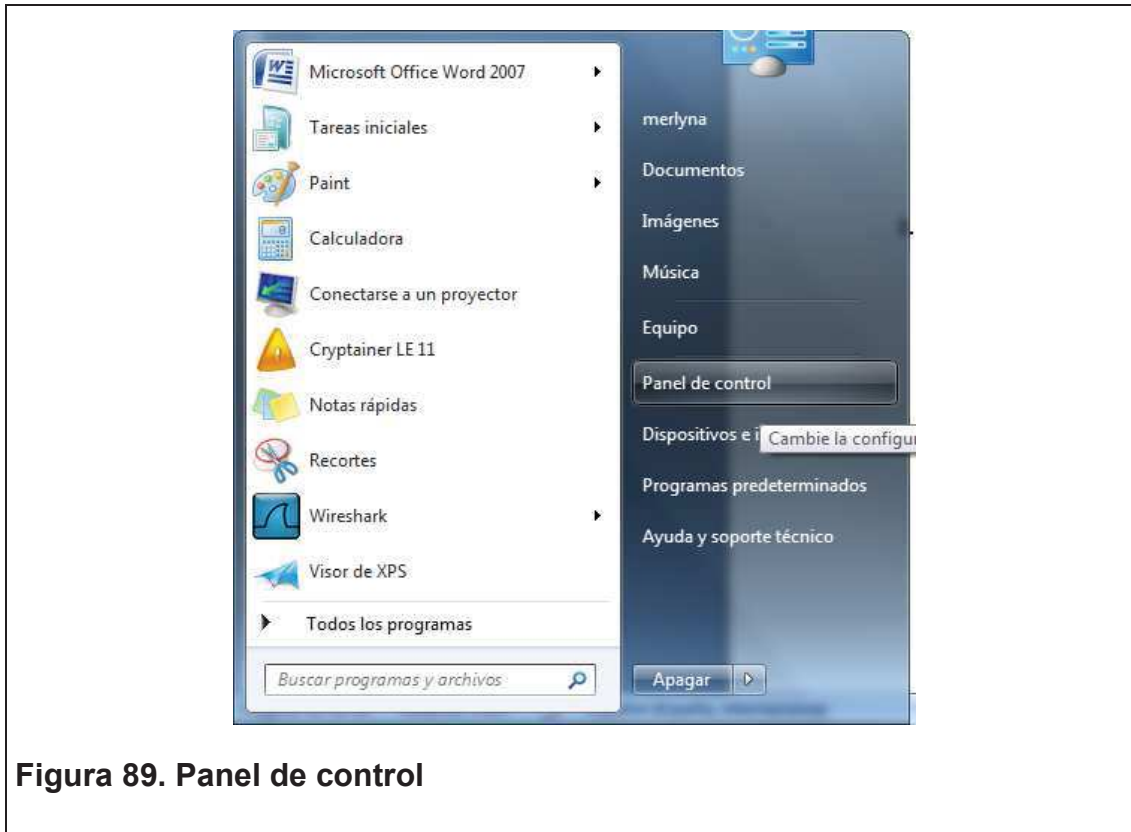 Microsoft Office Word 2007
Tareas iniciales
Paint
Calculadora
Conectarse a un proyector
Cryptainer LE 11
Notas rápidas
Recortes
Wireshark
Visor de XPS
Todos los programas
Buscar programas y archivos
merlyna
Documentos
Imágenes
Música
Equipo
Panel de control
Dispositivos e
Cambie la
Programas predeterminados
Ayuda y soporte técnico
Apagar
Figura 89. Panel de control